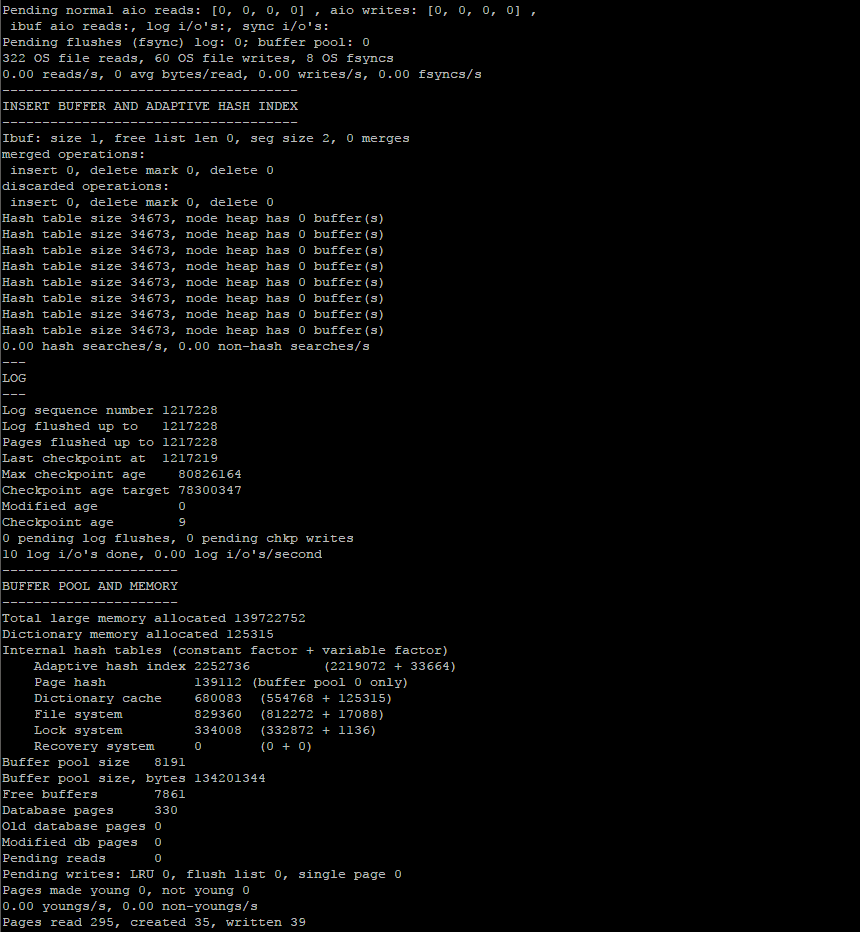 Pending normal aio reads: [0, 0, 0, 0] , aio writes: [0, 0, 0, 0] ,
 ibuf aio reads:, log i/o's:, sync i/o's:
Pending flushes (fsync) log: 0; buffer pool: 0
322 OS file reads, 60 OS file writes, 8 OS fsyncs
0.00 reads/s, 0 avg bytes/read, 0.00 writes/s, 0.00 fsyncs/s
-------------------------------------
INSERT BUFFER AND ADAPTIVE HASH INDEX
-------------------------------------
Ibuf: size 1, free list len 0, seg size 2, 0 merges
merged operations:
 insert 0, delete mark 0, delete 0
discarded operations:
 insert 0, delete mark 0, delete 0
Hash table size 34673, node heap has 0 buffer(s)
Hash table size 34673, node heap has 0 buffer(s)
Hash table size 34673, node heap has 0 buffer(s)
Hash table size 34673, node heap has 0 buffer(s)
Hash table size 34673, node heap has 0 buffer(s)
Hash table size 34673, node heap has 0 buffer(s)
Hash table size 34673, node heap has 0 buffer(s)
Hash table size 34673, node heap has 0 buffer(s)
0.00 hash searches/s, 0.00 non-hash searches/s
---
LOG
---
Log sequence number 1217228
Log flushed up to   1217228
Pages flushed up to 1217228
Last checkpoint at  1217219
Max checkpoint age    80826164
Checkpoint age target 78300347
Modified age          0
Checkpoint age        9
0 pending log flushes, 0 pending chkp writes
10 log i/o's done, 0.00 log i/o's/second
----------------------
BUFFER POOL AND MEMORY
----------------------
Total large memory allocated 139722752
Dictionary memory allocated 125315
Internal hash tables (constant factor + variable factor)
    Adaptive hash index 2252736         (2219072 + 33664)
    Page hash           139112 (buffer pool 0 only)
    Dictionary cache    680083  (554768 + 125315)
    File system         829360  (812272 + 17088)
    Lock system         334008  (332872 + 1136)
    Recovery system     0       (0 + 0)
Buffer pool size   8191
Buffer pool size, bytes 134201344
Free buffers       7861
Database pages     330
Old database pages 0
Modified db pages  0
Pending reads      0
Pending writes: LRU 0, flush list 0, single page 0
Pages made young 0, not young 0
0.00 youngs/s, 0.00 non-youngs/s
Pages read 295, created 35, written 39